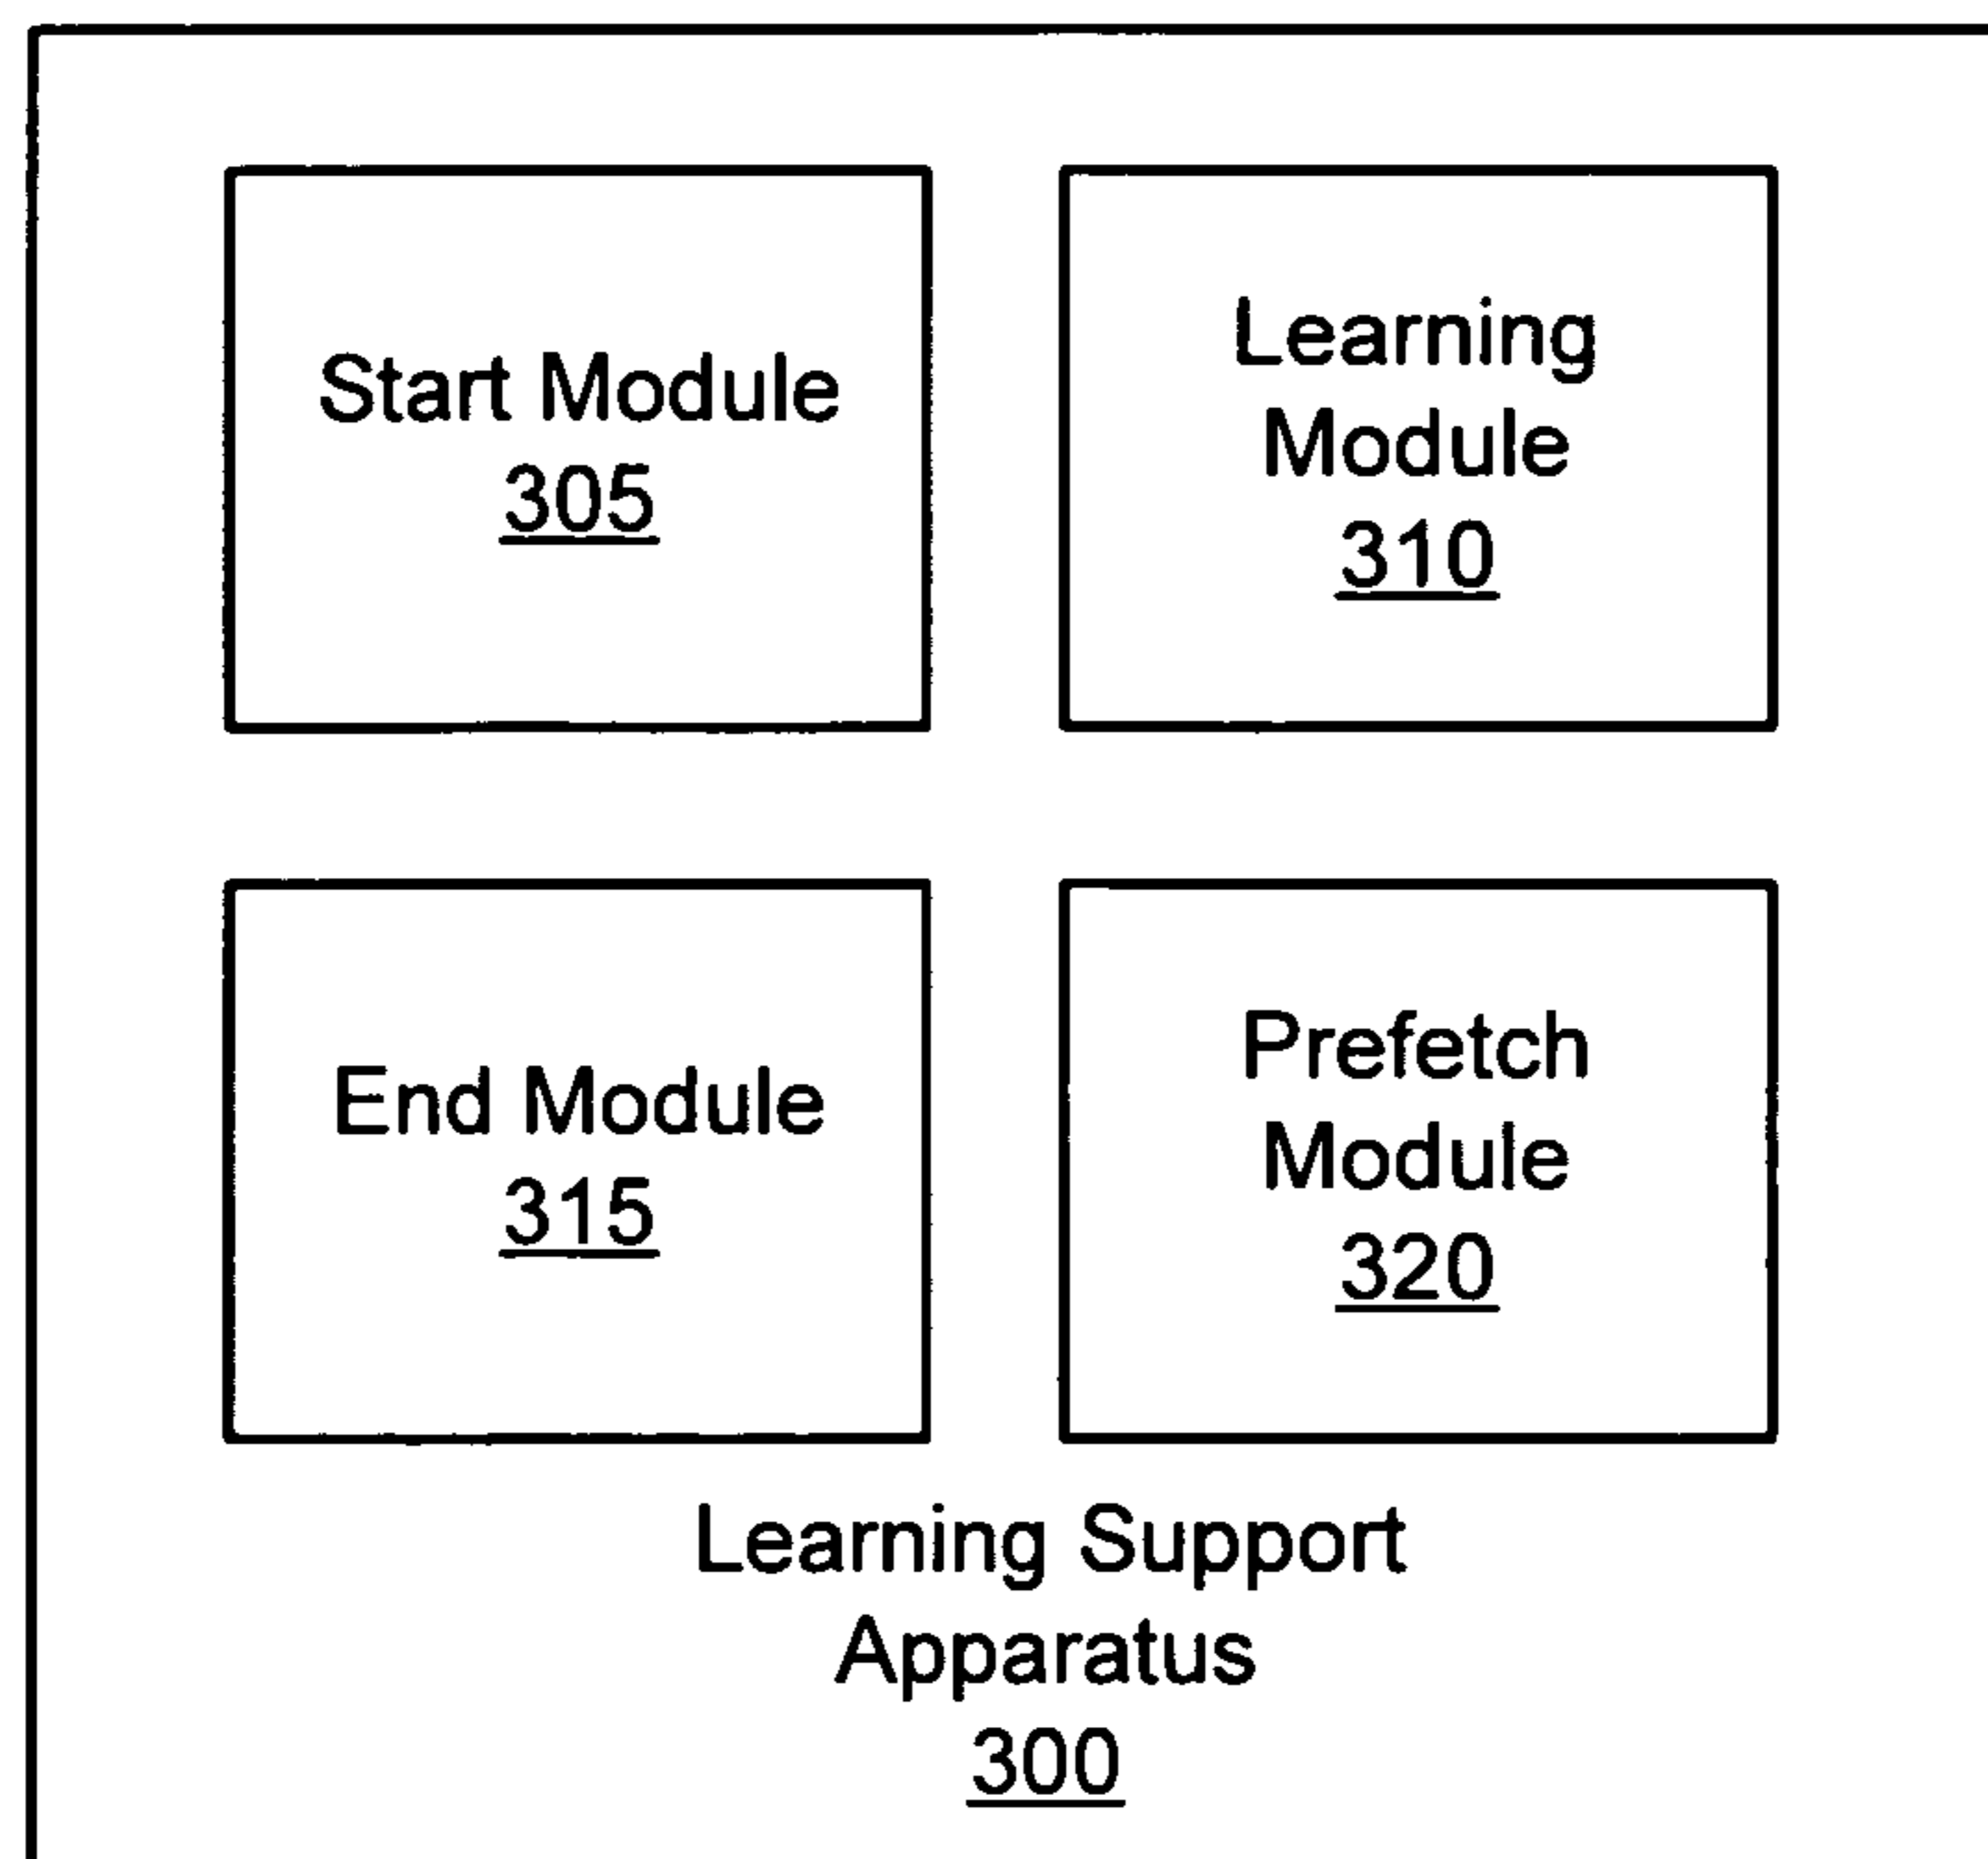 Start Module
305
Learning
Module
310
End Module
315
Prefetch
Module
320
Learning Support
Apparatus
300